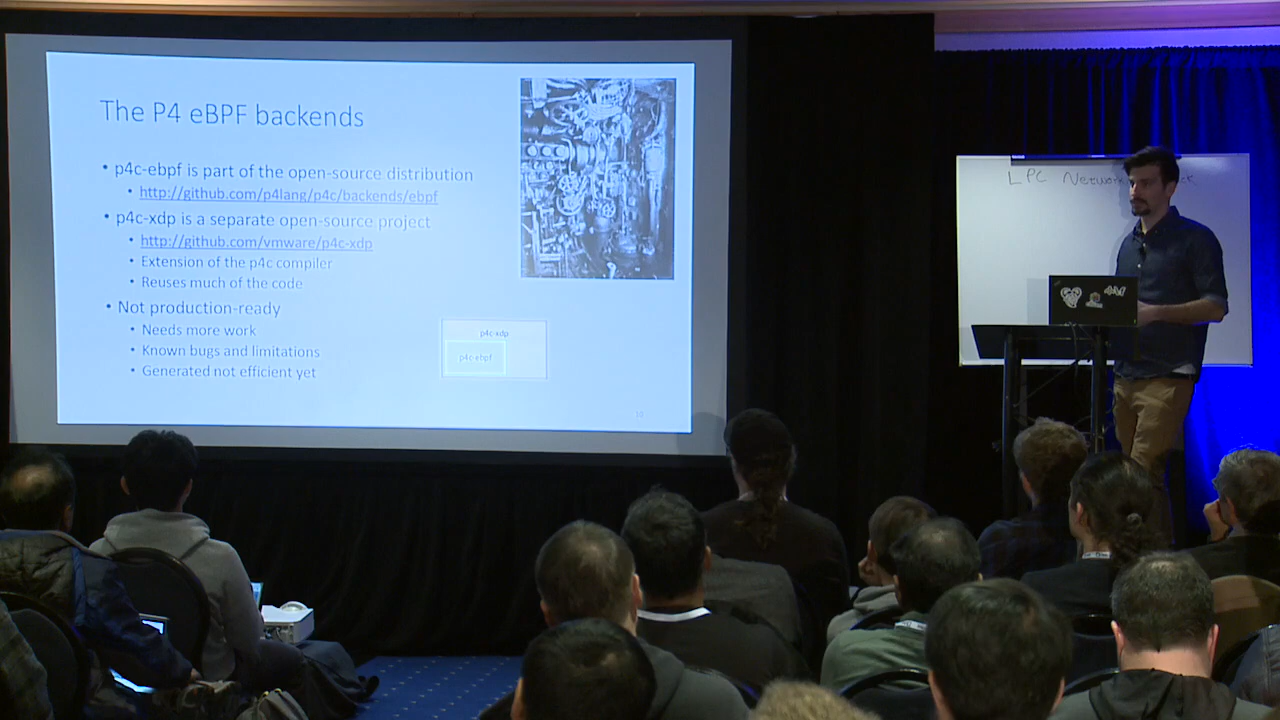 The P4 eBPF backends
• p4c-ebpf is part of the open-source distribution
• http://github.com/p4lang/p4c/backends/ebpf
• p4c-xdp is a separate open-source project
• http://github.com/vmware/p4c-xdp
• Extension of the p4c compiler
• Reuses much of the code
• Not production-ready
• Needs more work
• Known bugs and limitations
• Generated not efficient yet
p4c-xdp
p4c-ebpf
10
LPC Network